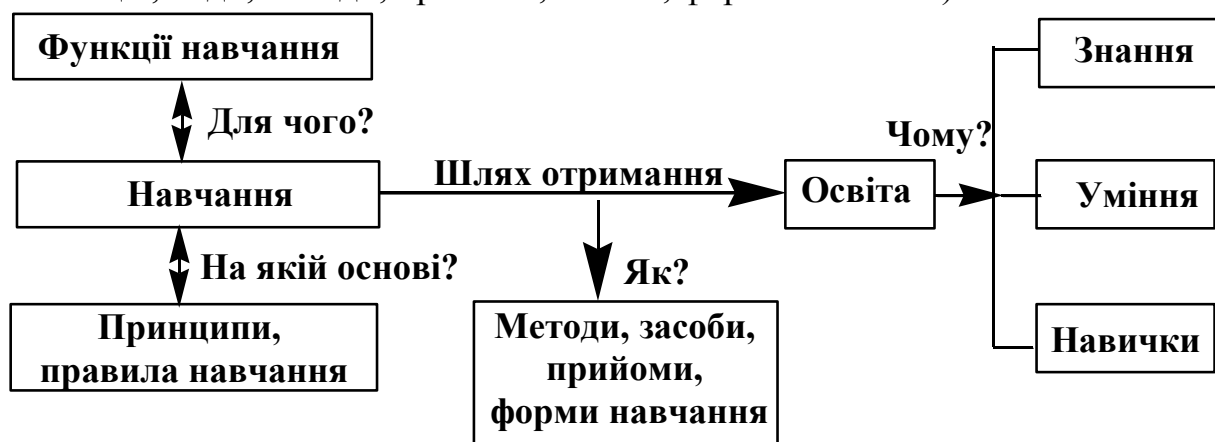 Функції навчання
Знання
Для чого?
Чому?
Навчання
Шлях отримання
Освіта
Уміння
На якій основі?
Як?
Принципи,
правила навчання
Методи, засоби,
прийоми,
форми навчання
Навички